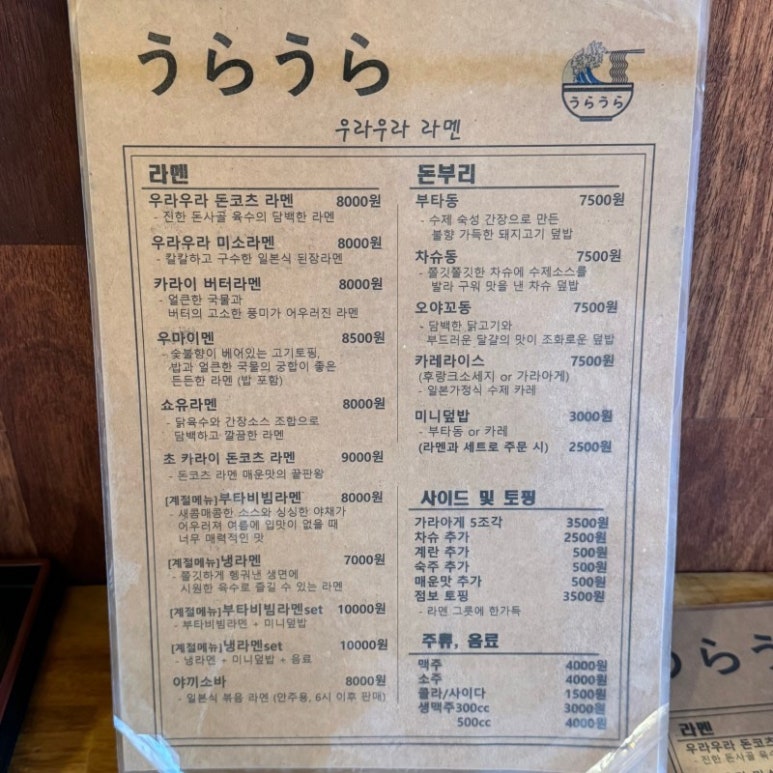 うらうら
うらうら
우라우라 라멘
라멘
우라우라 돈코츠 라멘 8000원
- 진한 돈사골 육수의 담백한 라멘
우라우라 미소라멘 8000원
- 칼칼하고 구수한 일본식 된장라멘
카라이 버터라멘 8000원
- 얼큰한 국물과
버터의 고소한 풍미가 어우러진 라멘
우마이멘 8500원
- 숯불향이 베어있는 고기토핑,
밥과 얼큰한 국물의 궁합이 좋은
든든한 라멘 (밥 포함)
쇼유라멘 8000원
- 닭육수와 간장소스 조합으로
담백하고 깔끔한 라멘
초 카라이 돈코츠 라멘 9000원
- 돈코츠 라멘 매운맛의 끝판왕
[계절메뉴]부타비빔라멘 8000원
- 새콤매콤한 소스와 싱싱한 야채가
어우러져 여름에 입맛이 없을 때
너무 매력적인 맛
[계절메뉴]냉라멘 7000원
- 쫄깃하게 헹궈낸 생면에
시원한 육수로 즐길 수 있는 라멘
[계절메뉴]부타비빔라멘set 10000원
- 부타비빔라멘 + 미니덮밥
[계절메뉴]냉라멘set 10000원
- 냉라멘 + 미니덮밥 + 음료
야끼소바 8000원
- 일본식 볶음 라멘 (안주용, 6시 이후 판매)
돈부리
부타동 7500원
- 수제 숙성 간장으로 만든
불향 가득한 돼지고기 덮밥
차슈동 7500원
- 쫄깃쫄깃한 차슈에 수제소스를
발라 구워 맛을 낸 차슈 덮밥
오야꼬동 7500원
- 담백한 닭고기와
부드러운 달걀의 맛이 조화로운 덮밥
카레라이스 7500원
(후랑크소세지 or 가라아게)
- 일본가정식 수제 카레
미니덮밥 3000원
- 부타동 or 카레
(라멘과 세트로 주문 시) 2500원
사이드 및 토핑
가라아게 5조각 3500원
차슈 추가 2500원
계란 추가 500원
숙주 추가 500원
매운맛 추가 500원
점보 토핑 3500원
- 라멘 그릇에 한가득
주류, 음료
맥주 4000원
소주 4000원
콜라/사이다 1500원
생맥주300cc 3000원
500cc 4000원
らう
라멘
우라우라 돈코츠
- 진한 돈사골